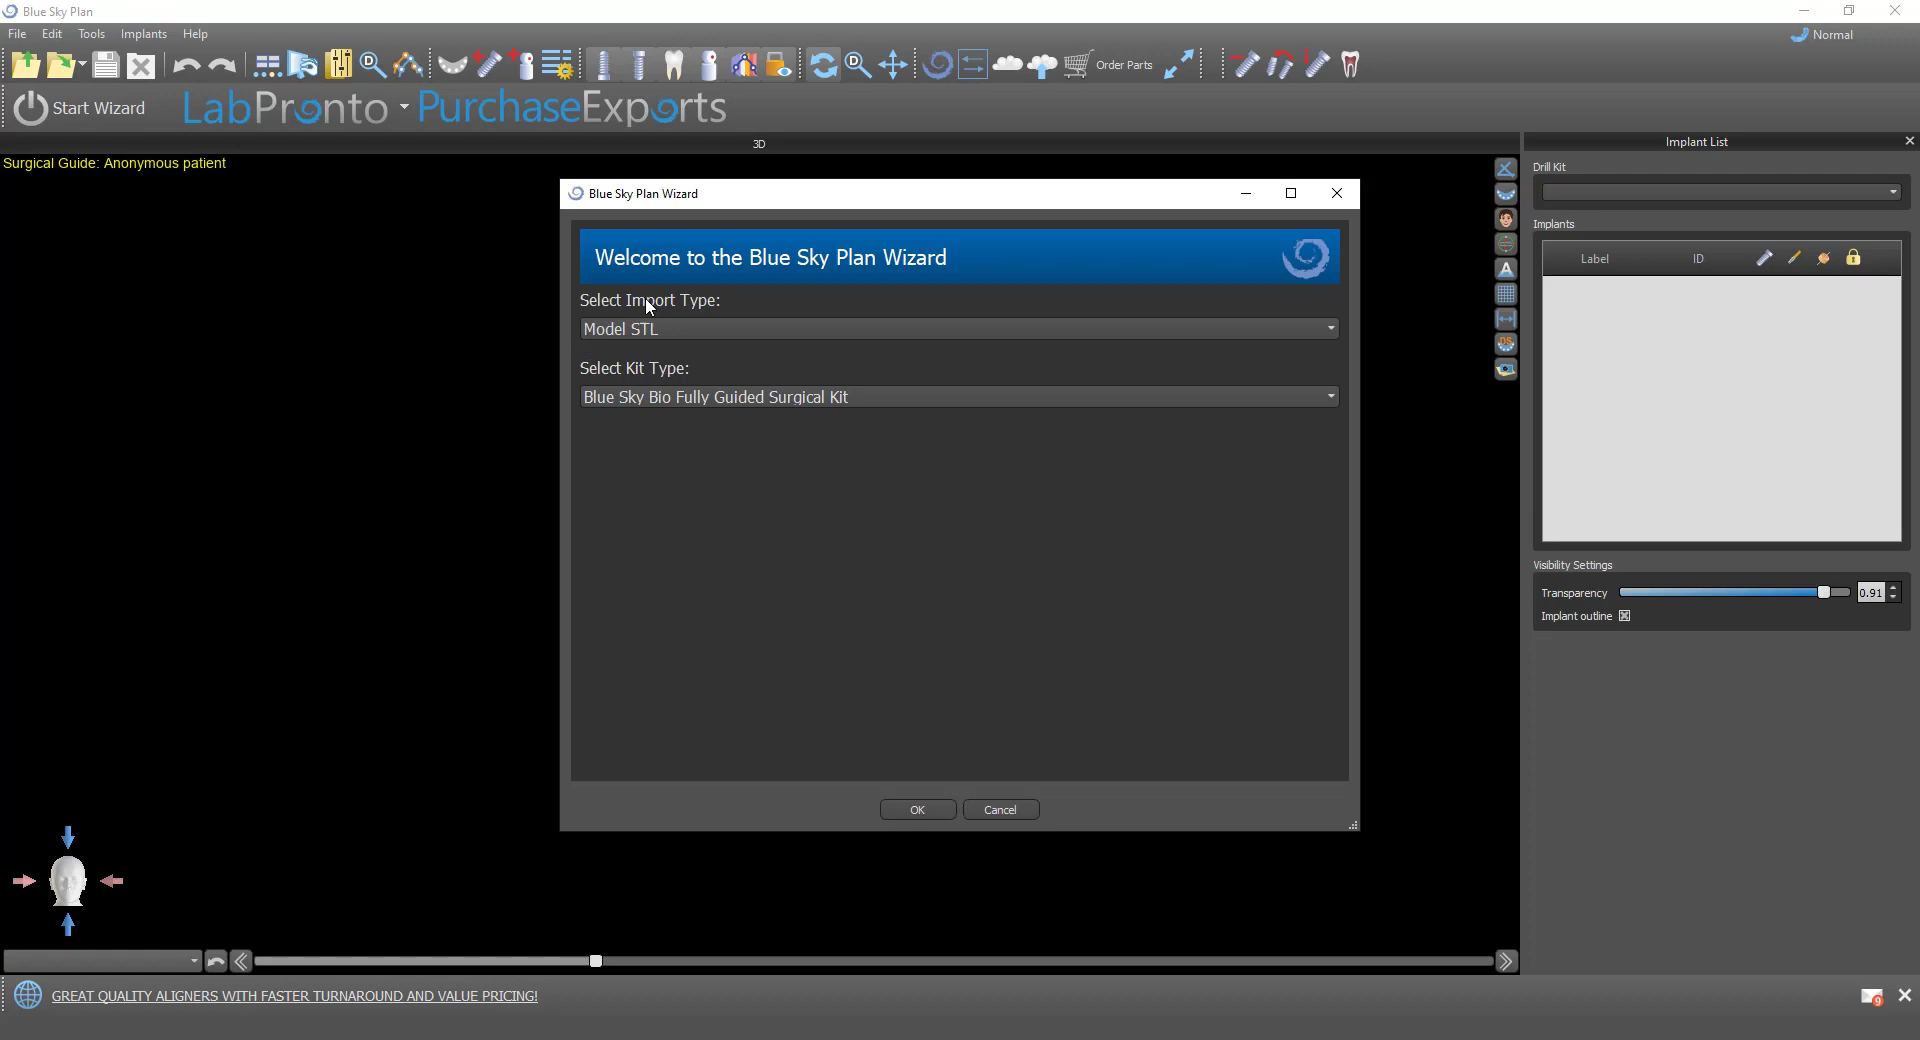 Blue Sky Plan
File Edit Tools Implants Help
Normal
Order Parts
Start Wizard
LabPronto
PurchaseExports
3D
Implant List
Surgical Guide: Anonymous patient
Drill Kit
Blue Sky Plan Wizard
Implants
Welcome to the Blue Sky Plan Wizard
Label ID
Select Import Type:
Model STL
Select Kit Type:
Blue Sky Bio Fully Guided Surgical Kit
Visibility Settings
Transparency 0.91
Implant outline
OK Cancel
GREAT QUALITY ALIGNERS WITH FASTER TURNAROUND AND VALUE PRICING!
9